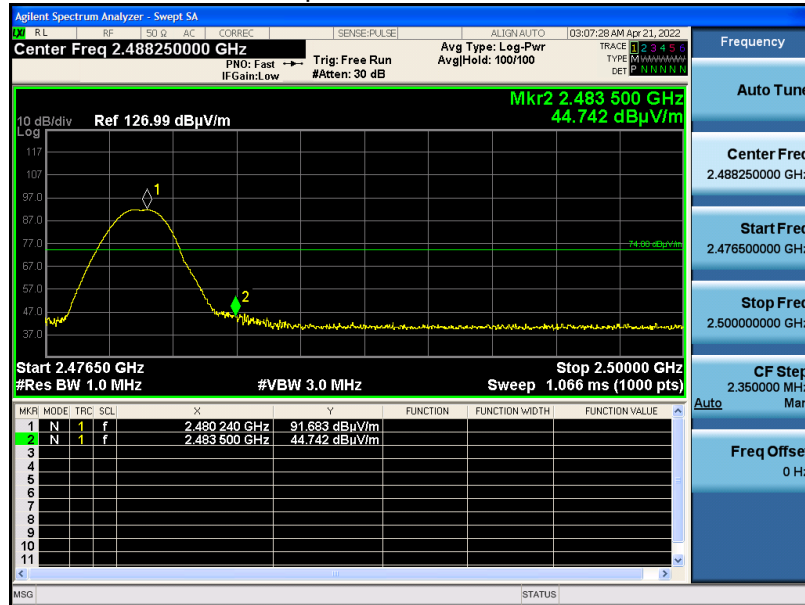 Agilent Spectrum Analyzer - Swept SA
RL RF 50 Ω AC CORREC SENSE:PULSE ALIGN AUTO 03:07:28 AM Apr 21, 2022
Center Freq 2.488250000 GHz
PNO: Fast
IFGain:Low
Trig: Free Run
#Atten: 30 dB
Avg Type: Log-Pwr
Avg|Hold: 100/100
TRACE 1 2 3 4 5 6
TYPE M
DET P N N N N N
Mkr2 2.483 500 GHz
44.742 dBµV/m
10 dB/div Ref 126.99 dBµV/m
Log
117
107
97.0
87.0
77.0
67.0
57.0
47.0
37.0
1
2
74.00 dBµV/m
Start 2.47650 GHz Stop 2.50000 GHz
#Res BW 1.0 MHz #VBW 3.0 MHz Sweep 1.066 ms (1000 pts)
MKR MODE TRC SCL X Y FUNCTION FUNCTION WIDTH FUNCTION VALUE
1 N 1 f 2.480 240 GHz 91.683 dBµV/m
2 N 1 f 2.483 500 GHz 44.742 dBµV/m
3
4
5
6
7
8
9
10
11
MSG STATUS
Frequency
Auto Tune
Center Freq
2.488250000 GHz
Start Freq
2.476500000 GHz
Stop Freq
2.500000000 GHz
CF Step
2.350000 MHz
Auto Man
Freq Offset
0 Hz